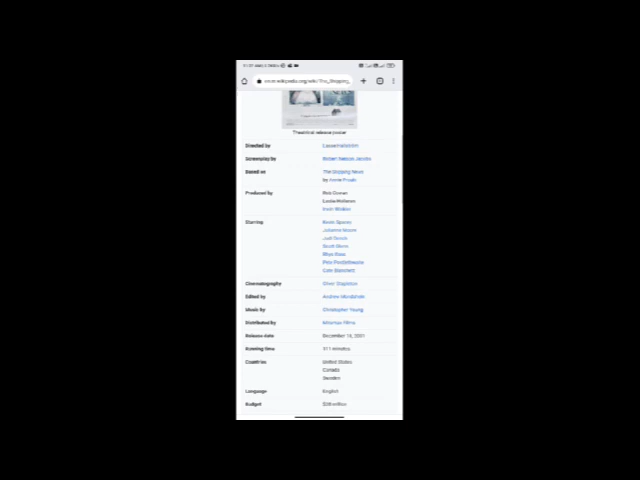 Theatrical release poster
Directed by Lasse Hallström
Screenplay by Robert Nelson Jacobs
Based on The Shipping News
by Annie Proulx
Produced by Rob Cowan
Leslie Holleran
Irwin Winkler
Starring Kevin Spacey
Julianne Moore
Judi Dench
Scott Glenn
Rhys Ifans
Pete Postlethwaite
Cate Blanchett
Cinematography Oliver Stapleton
Edited by Andrew Mondshein
Music by Christopher Young
Distributed by Miramax Films
Release date December 18, 2001
Running time 111 minutes
Countries United States
Canada
Sweden
Language English
Budget